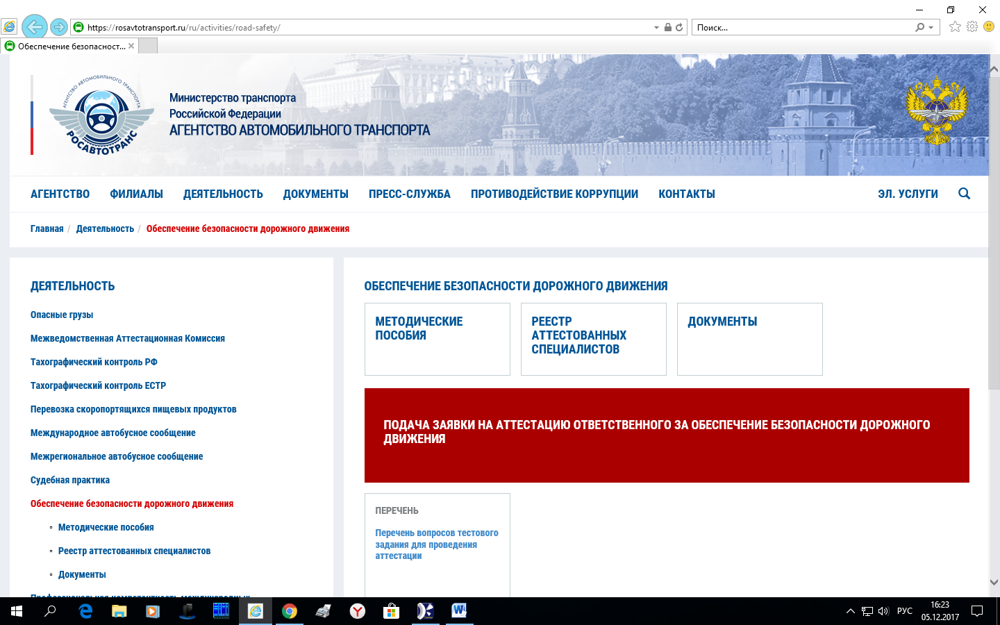 https://rosavtotransport.ru/ru/activities/road-safety/
Поиск...
Обеспечение безопасност...
АГЕНТСТВО АВТОМОБИЛЬНОГО ТРАНСПОРТА
РОСАВТОТРАНС
Министерство транспорта
Российской Федерации
АГЕНТСТВО АВТОМОБИЛЬНОГО ТРАНСПОРТА
АГЕНТСТВО ФИЛИАЛЫ ДЕЯТЕЛЬНОСТЬ ДОКУМЕНТЫ ПРЕСС-СЛУЖБА ПРОТИВОДЕЙСТВИЕ КОРРУПЦИИ КОНТАКТЫ ЭЛ. УСЛУГИ
Главная / Деятельность / Обеспечение безопасности дорожного движения
ДЕЯТЕЛЬНОСТЬ
Опасные грузы
Межведомственная Аттестационная Комиссия
Тахографический контроль РФ
Тахографический контроль ЕСТР
Перевозка скоропортящихся пищевых продуктов
Международное автобусное сообщение
Межрегиональное автобусное сообщение
Судебная практика
Обеспечение безопасности дорожного движения
Методические пособия
Реестр аттестованных специалистов
Документы
Профессиональная компетентность международных
ОБЕСПЕЧЕНИЕ БЕЗОПАСНОСТИ ДОРОЖНОГО ДВИЖЕНИЯ
МЕТОДИЧЕСКИЕ
ПОСОБИЯ
РЕЕСТР
АТТЕСТОВАННЫХ
СПЕЦИАЛИСТОВ
ДОКУМЕНТЫ
ПОДАЧА ЗАЯВКИ НА АТТЕСТАЦИЮ ОТВЕТСТВЕННОГО ЗА ОБЕСПЕЧЕНИЕ БЕЗОПАСНОСТИ ДОРОЖНОГО
ДВИЖЕНИЯ
ПЕРЕЧЕНЬ
Перечень вопросов тестового
задания для проведения
аттестации
РУС
16:23
05.12.2017